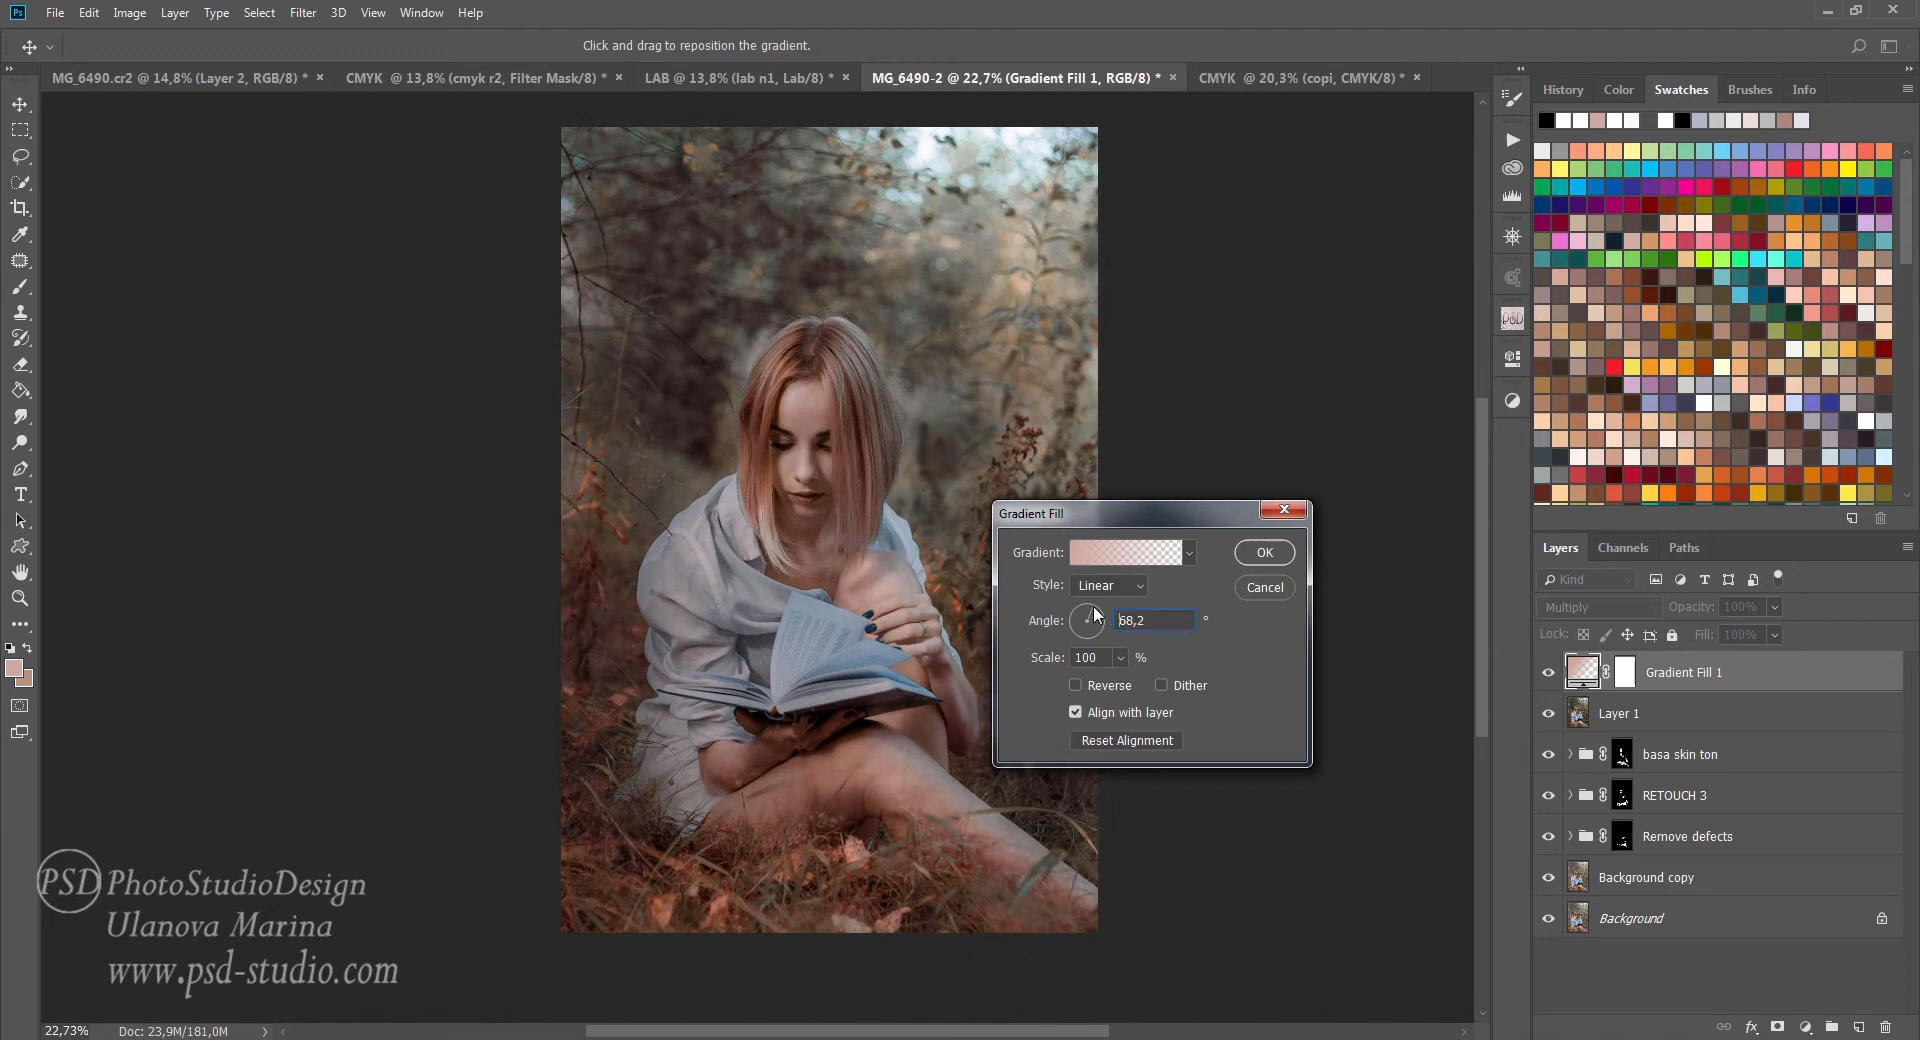 Ps File Edit Image Layer Type Select Filter 3D View Window Help
Click and drag to reposition the gradient.
MG_6490.cr2 @ 14,8% (Layer 2, RGB/8) * × CMYK @ 13,8% (cmyk r2, Filter Mask/8) * × LAB @ 13,8% (lab n1, Lab/8) * × MG_6490-2 @ 22,7% (Gradient Fill 1, RGB/8) * × CMYK @ 20,3% (copi, CMYK/8) * ×
History Color Swatches Brushes Info
PSD
Gradient Fill
Gradient: OK
Style: Linear Cancel
Angle: 68,2 °
Scale: 100 %
Reverse Dither
Align with layer
Reset Alignment
Layers Channels Paths
Kind
Multiply Opacity: 100%
Lock: Fill: 100%
Gradient Fill 1
Layer 1
basa skin ton
RETOUCH 3
Remove defects
Background copy
Background
PSD PhotoStudioDesign
Ulanova Marina
www.psd-studio.com
22,73% Doc: 23,9M/181,0M
fx